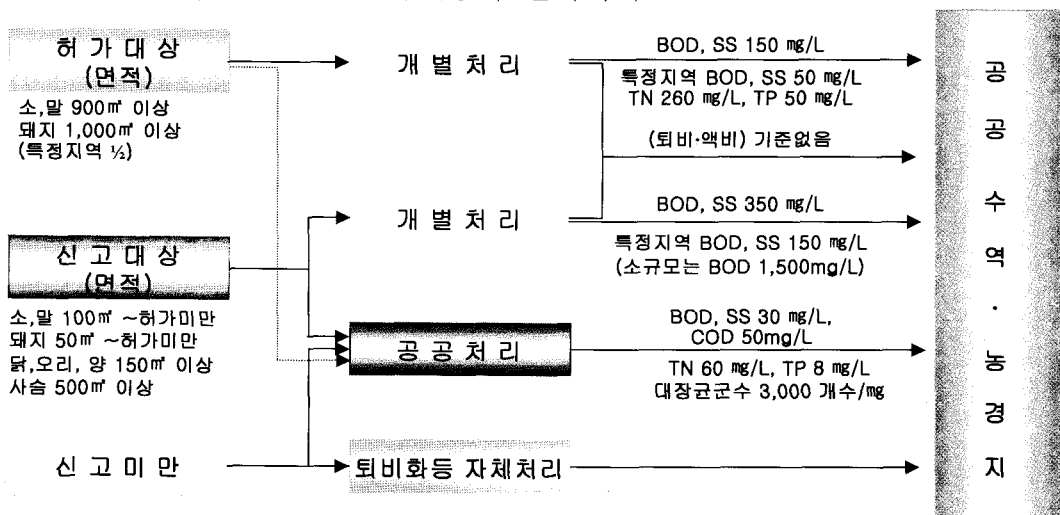 허 가 대 상
(면적)
소,말 900㎡ 이상
돼지 1,000㎡ 이상
(특정지역 ½)
개 별 처 리
BOD, SS 150 ㎎/L
특정지역 BOD, SS 50 ㎎/L
TN 260 ㎎/L, TP 50 ㎎/L
(퇴비·액비) 기준없음
신 고 대 상
(면적)
소,말 100㎡ ~허가미만
돼지 50㎡ ~허가미만
닭,오리, 양 150㎡ 이상
사슴 500㎡ 이상
개 별 처 리
BOD, SS 350 ㎎/L
특정지역 BOD, SS 150 ㎎/L
(소규모는 BOD 1,500mg/L)
공 공 처 리
BOD, SS 30 ㎎/L,
COD 50mg/L
TN 60 ㎎/L, TP 8 ㎎/L
대장균군수 3,000 개수/㎎
신 고 미 만
퇴비화등 자체처리
공
공
수
역
·
농
경
지